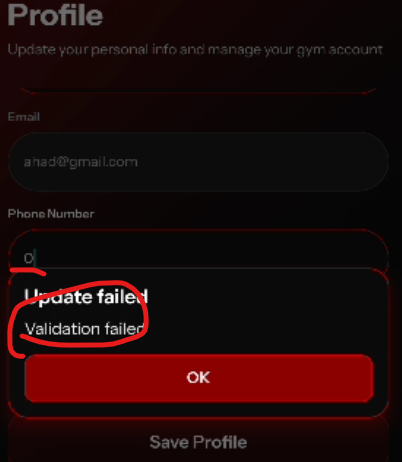 Profile
Update your personal info and manage your gym account
Email
ahad@gmail.com
Phone Number
0
Update failed
Validation failed
OK
Save Profile